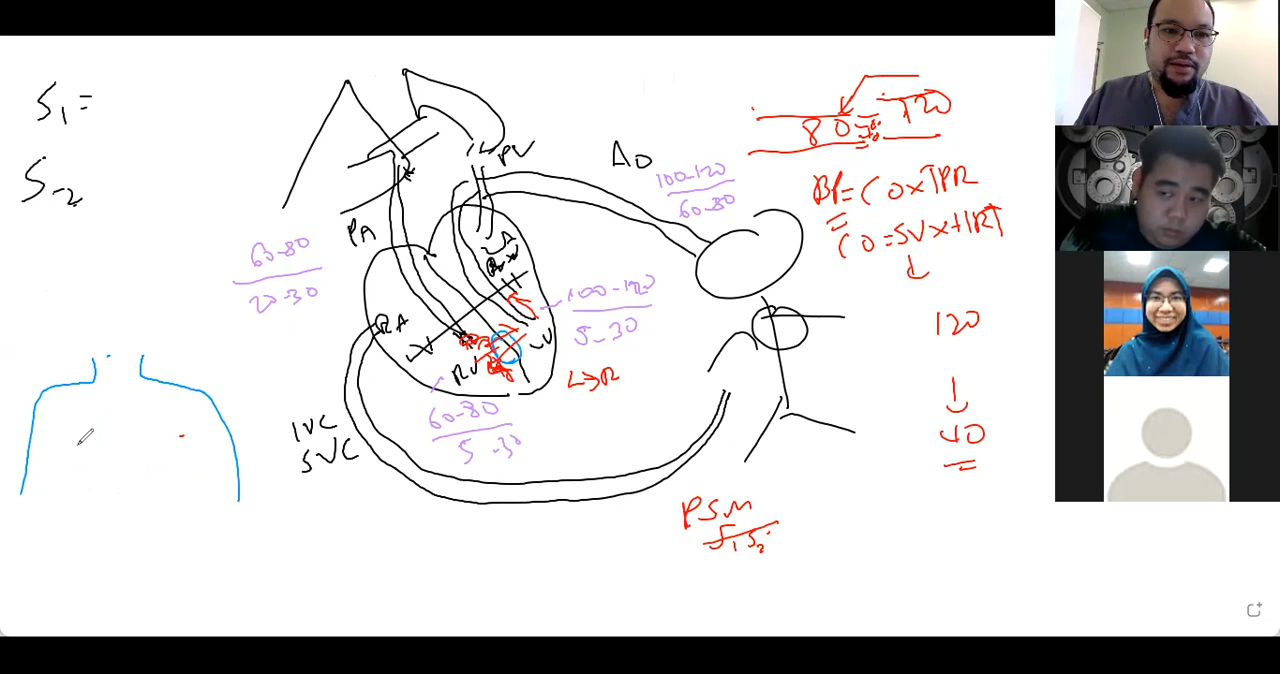 S1 =
S-2
PV
AO
100-120
60-80
PA
60-80
20-30
LA
RA
100-120
5-30
LV
RV
L→R
60-80
5-30
IVC
SVC
120
80
BP = CO x TPR
CO = SV x HR↑
↓
120
↓
40
PSM
S1 S2